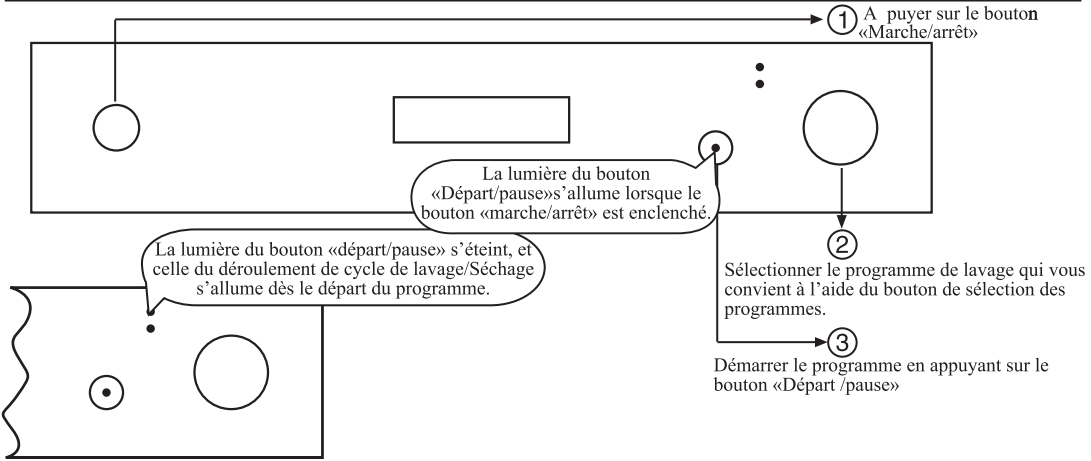 ① A puyer sur le bouton
«Marche/arrêt»
La lumière du bouton
«Départ/pause»s’allume lorsque le
bouton «marche/arrêt» est enclenché.
La lumière du bouton «départ/pause» s’éteint, et
celle du déroulement de cycle de lavage/Séchage
s’allume dès le départ du programme.
②
Sélectionner le programme de lavage qui vous
convient à l’aide du bouton de sélection des
programmes.
③
Démarrer le programme en appuyant sur le
bouton «Départ /pause»